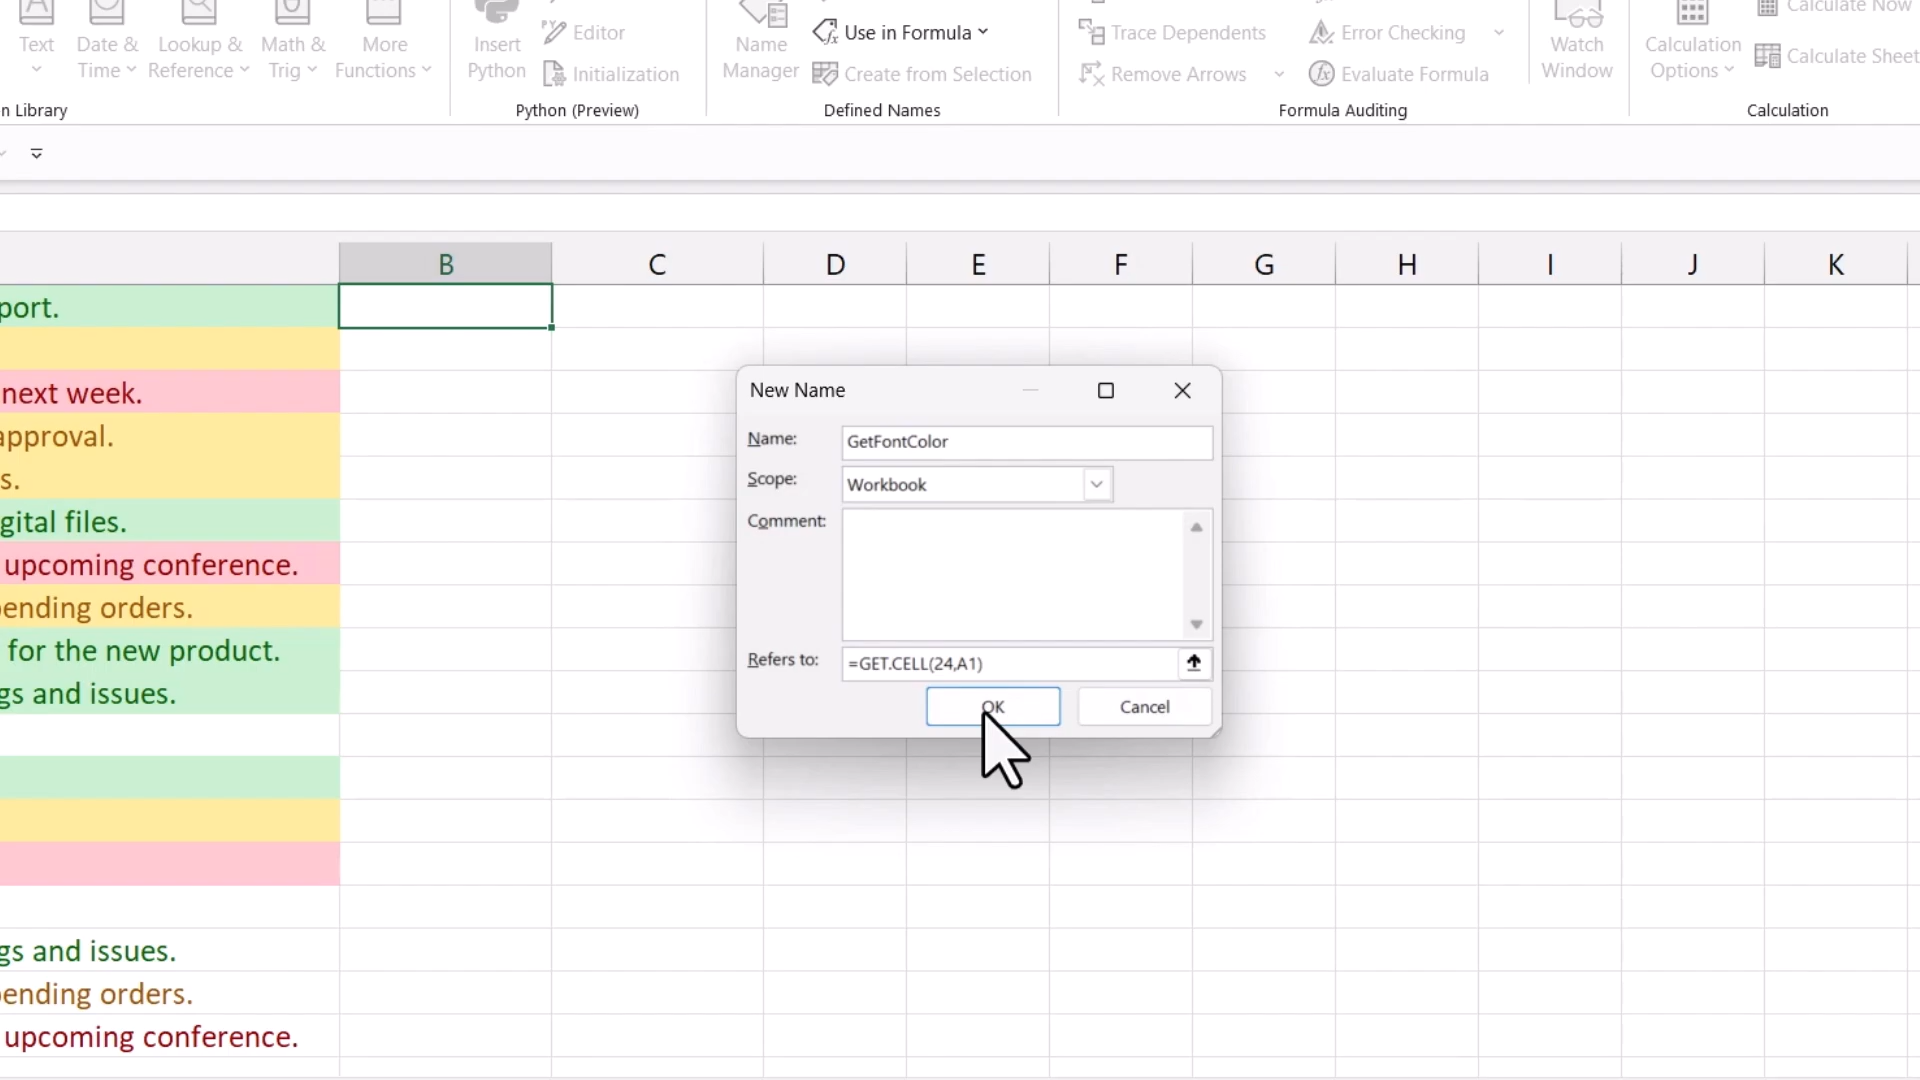 Text
Date &
Time
Lookup &
Reference
Math &
Trig
More
Functions
Insert
Python
Editor
Initialization
Name
Manager
Use in Formula
Create from Selection
Trace Dependents
Remove Arrows
Error Checking
Evaluate Formula
Watch
Window
Calculation
Options
Calculate Now
Calculate Sheet
n Library
Python (Preview)
Defined Names
Formula Auditing
Calculation
B C D E F G H I J K
port.
next week.
approval.
s.
gital files.
upcoming conference.
pending orders.
for the new product.
gs and issues.
gs and issues.
pending orders.
upcoming conference.
New Name
Name: GetFontColor
Scope: Workbook
Comment:
Refers to: =GET.CELL(24,A1)
OK Cancel